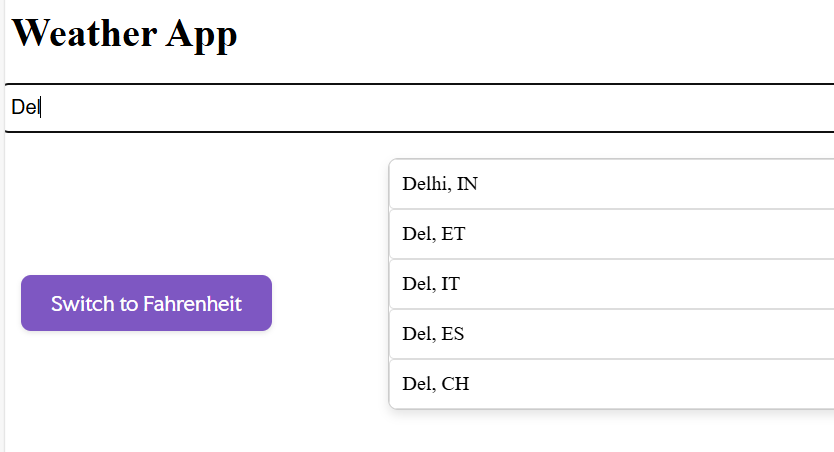 Weather App
Del
Delhi, IN
Del, ET
Del, IT
Del, ES
Del, CH
Switch to Fahrenheit